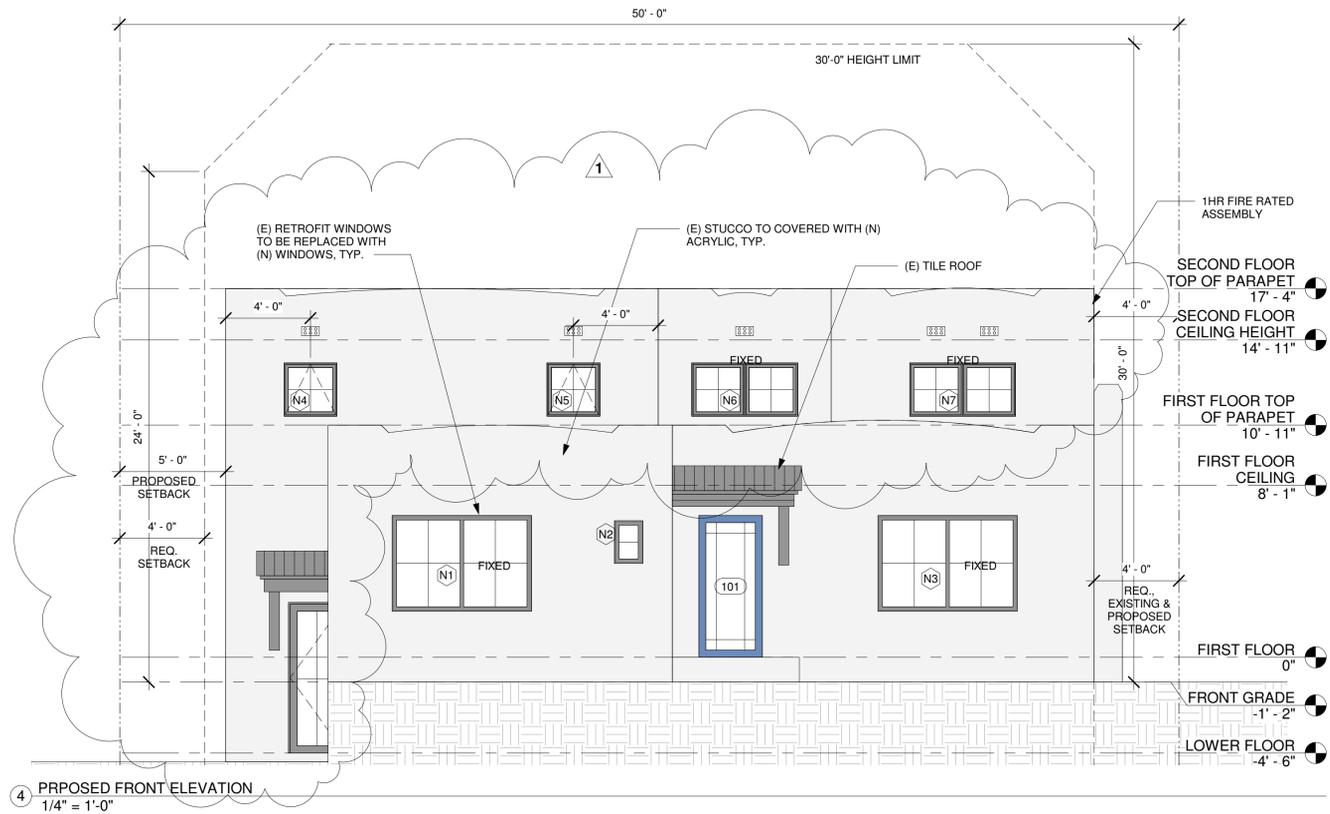 50' - 0"
30'-0" HEIGHT LIMIT
1
1HR FIRE RATED
ASSEMBLY
(E) RETROFIT WINDOWS
TO BE REPLACED WITH
(N) WINDOWS, TYP.
(E) STUCCO TO COVERED WITH (N)
ACRYLIC, TYP.
(E) TILE ROOF
SECOND FLOOR
TOP OF PARAPET
17' - 4"
4' - 0"
4' - 0"
4' - 0"
SECOND FLOOR
CEILING HEIGHT
14' - 11"
FIXED
FIXED
30' - 0"
N4
N5
N6
N7
FIRST FLOOR TOP
OF PARAPET
10' - 11"
24' - 0"
5' - 0"
PROPOSED
SETBACK
FIRST FLOOR
CEILING
8' - 1"
4' - 0"
REQ.
SETBACK
N2
N1
FIXED
101
N3
FIXED
4' - 0"
REQ.,
EXISTING &
PROPOSED
SETBACK
FIRST FLOOR
0"
FRONT GRADE
-1' - 2"
LOWER FLOOR
-4' - 6"
4
PRPOSED FRONT ELEVATION
1/4" = 1'-0"